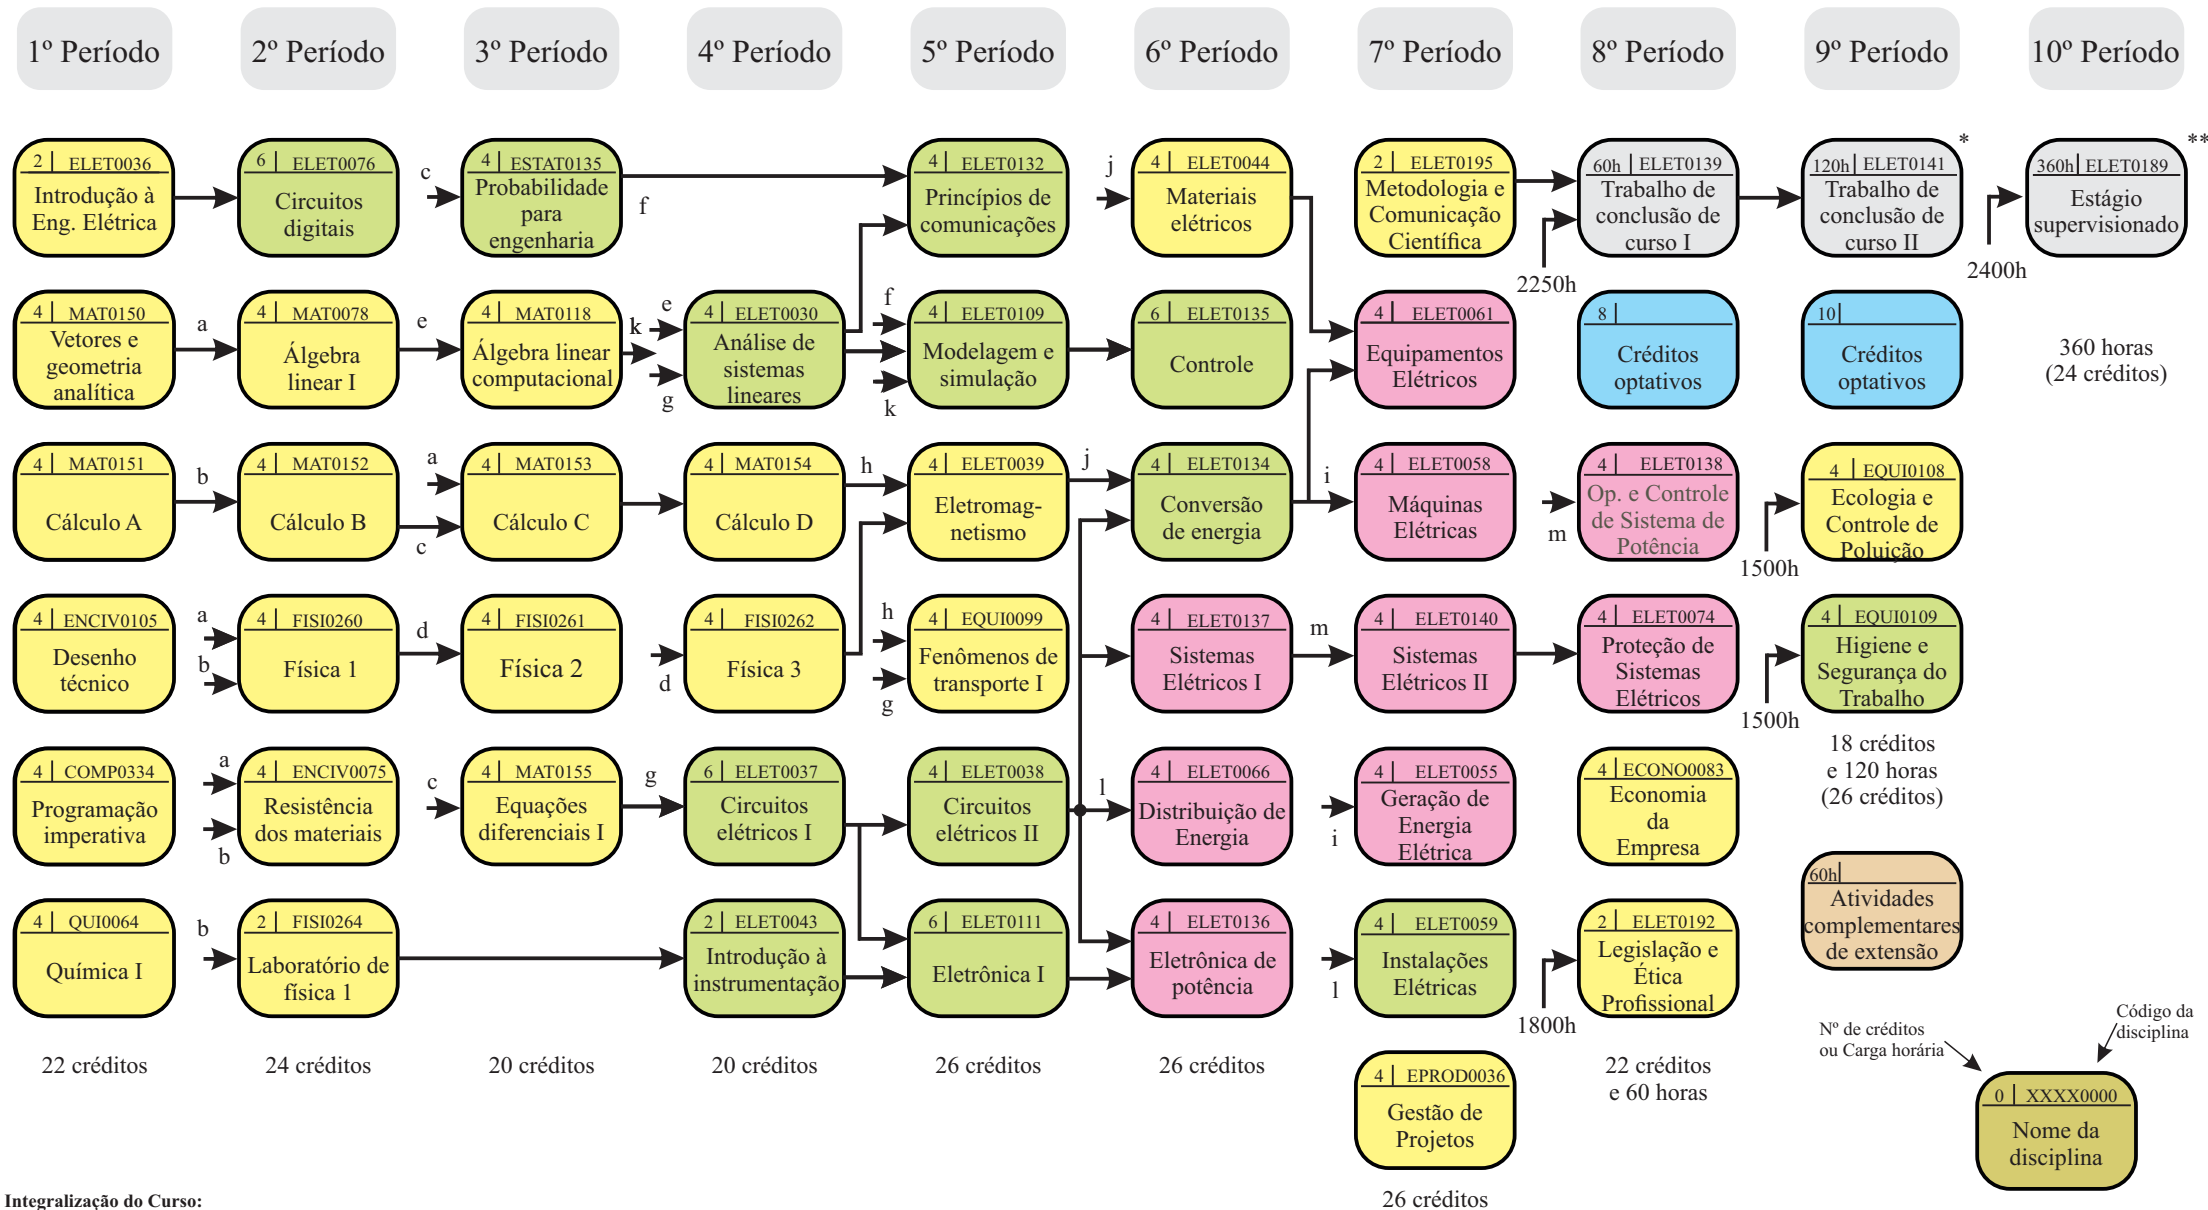 1º Período
2º Período
3º Período
4º Período
5º Período
6º Período
7º Período
8º Período
9º Período
10º Período
2 | ELET0036
Introdução à
Eng. Elétrica
6 | ELET0076
Circuitos
digitais
c
4 | ESTAT0135
Probabilidade
para
engenharia
f
4 | ELET0132
Princípios de
comunicações
j
4 | ELET0044
Materiais
elétricos
2 | ELET0195
Metodologia e
Comunicação
Científica
2250h
60h | ELET0139
Trabalho de
conclusão de
curso I
120h | ELET0141
Trabalho de
conclusão de
curso II
*
2400h
360h | ELET0189
Estágio
supervisionado
**
4 | MAT0150
Vetores e
geometria
analítica
a
4 | MAT0078
Álgebra
linear I
e
4 | MAT0118
Álgebra linear
computacional
k
e
g
4 | ELET0030
Análise de
sistemas
lineares
f
k
4 | ELET0109
Modelagem e
simulação
6 | ELET0135
Controle
4 | ELET0061
Equipamentos
Elétricos
8 |
Créditos
optativos
10|
Créditos
optativos
360 horas
(24 créditos)
4 | MAT0151
Cálculo A
b
4 | MAT0152
Cálculo B
a
c
4 | MAT0153
Cálculo C
4 | MAT0154
Cálculo D
h
4 | ELET0039
Eletromag-
netismo
j
4 | ELET0134
Conversão
de energia
i
4 | ELET0058
Máquinas
Elétricas
m
4 | ELET0138
Op. e Controle
de Sistema de
Potência
1500h
4 | EQUI0108
Ecologia e
Controle de
Poluição
4 | ENCIV0105
Desenho
técnico
a
b
4 | FISI0260
Física 1
d
4 | FISI0261
Física 2
d
4 | FISI0262
Física 3
h
g
4 | EQUI0099
Fenômenos de
transporte I
4 | ELET0137
Sistemas
Elétricos I
m
4 | ELET0140
Sistemas
Elétricos II
4 | ELET0074
Proteção de
Sistemas
Elétricos
1500h
4 | EQUI0109
Higiene e
Segurança do
Trabalho
18 créditos
e 120 horas
(26 créditos)
4 | COMP0334
Programação
imperativa
a
b
4 | ENCIV0075
Resistência
dos materiais
c
4 | MAT0155
Equações
diferenciais I
g
6 | ELET0037
Circuitos
elétricos I
4 | ELET0038
Circuitos
elétricos II
l
4 | ELET0066
Distribuição de
Energia
i
4 | ELET0055
Geração de
Energia
Elétrica
4 | ECONO0083
Economia
da
Empresa
60h|
Atividades
complementares
de extensão
4 | QUI0064
Química I
b
2 | FISI0264
Laboratório de
física 1
2 | ELET0043
Introdução à
instrumentação
6 | ELET0111
Eletrônica I
4 | ELET0136
Eletrônica de
potência
l
4 | ELET0059
Instalações
Elétricas
1800h
2 | ELET0192
Legislação e
Ética
Profissional
22 créditos
24 créditos
20 créditos
20 créditos
26 créditos
26 créditos
4 | EPROD0036
Gestão de
Projetos
26 créditos
22 créditos
e 60 horas
Nº de créditos
ou Carga horária
Código da
disciplina
0 | XXXX0000
Nome da
disciplina
Integralização do Curso: